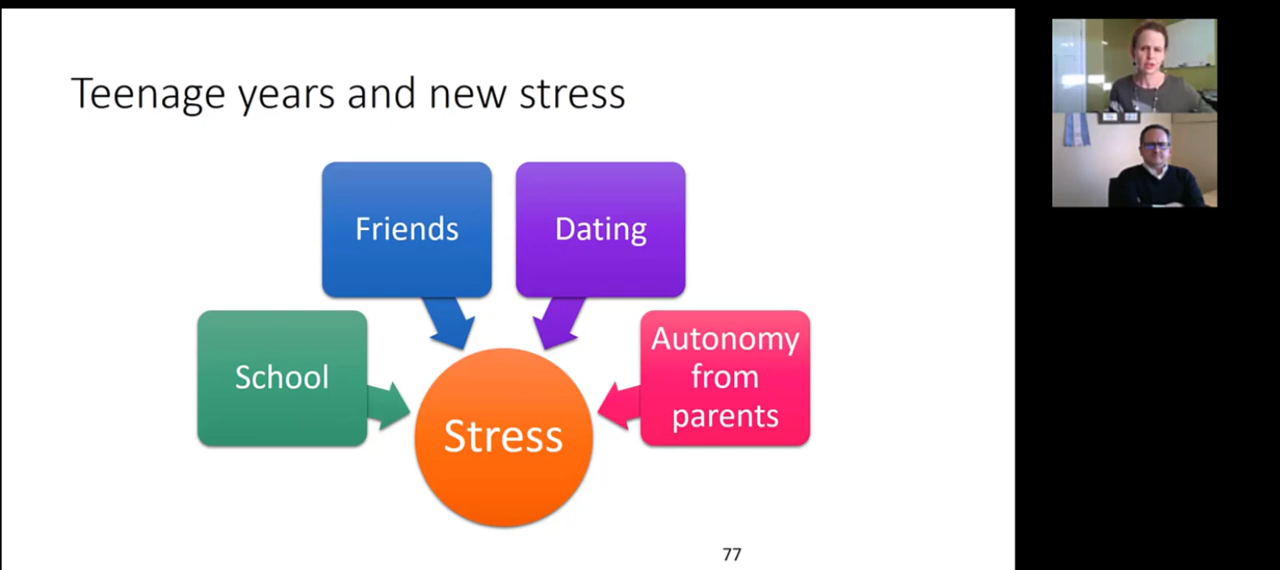 Teenage years and new stress
Friends
Dating
School
Autonomy
from
parents
Stress
77